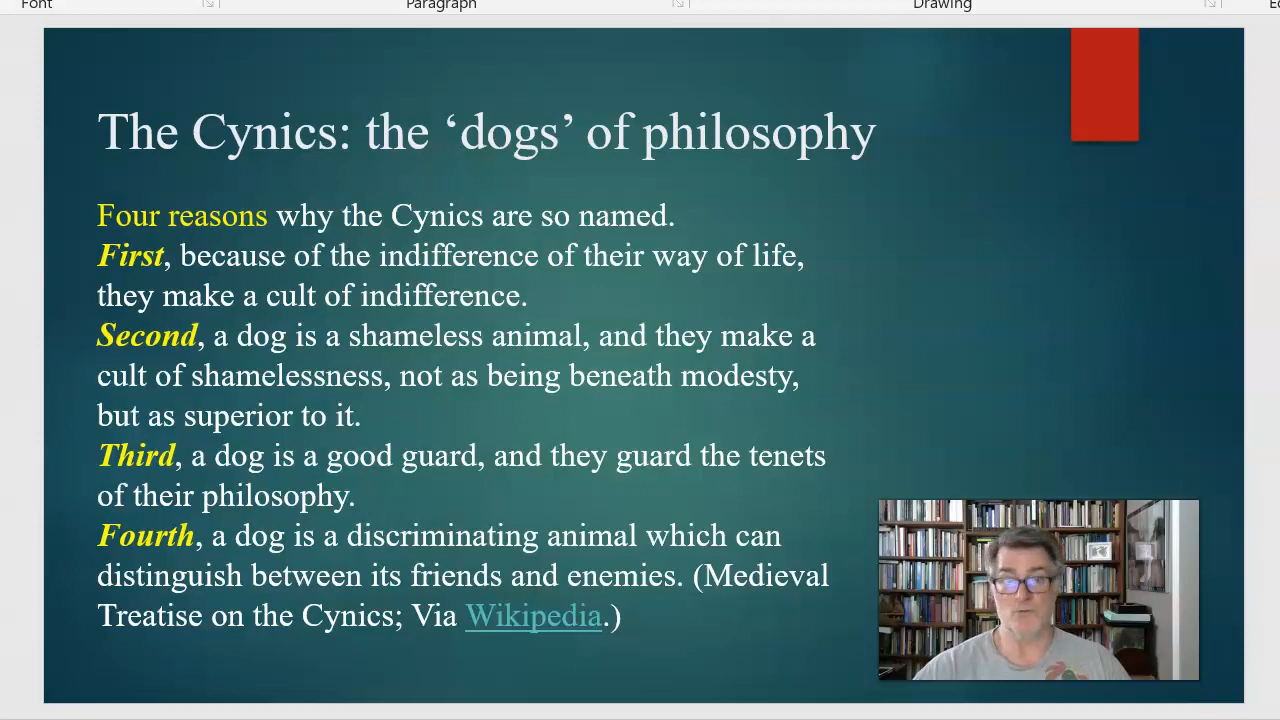 Font Paragraph Drawing
The Cynics: the ‘dogs’ of philosophy
Four reasons why the Cynics are so named.
First, because of the indifference of their way of life,
they make a cult of indifference.
Second, a dog is a shameless animal, and they make a
cult of shamelessness, not as being beneath modesty,
but as superior to it.
Third, a dog is a good guard, and they guard the tenets
of their philosophy.
Fourth, a dog is a discriminating animal which can
distinguish between its friends and enemies. (Medieval
Treatise on the Cynics; Via Wikipedia.)